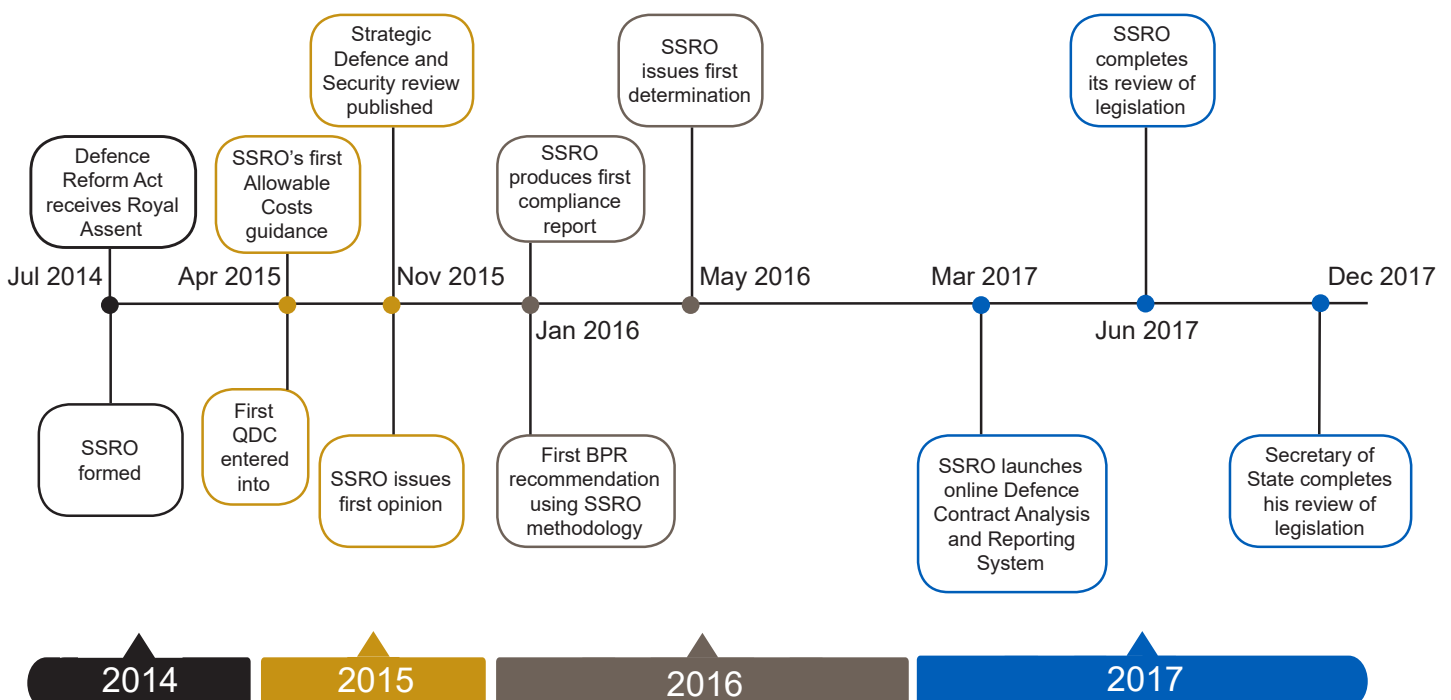 Strategic
Defence and
Security review
published
SSRO
issues first
determination
SSRO
completes
its review of
legislation
Defence
Reform Act
receives Royal
Assent
SSRO’s first
Allowable
Costs
guidance
SSRO
produces first
compliance
report
Jul 2014
Apr 2015
Nov 2015
Jan 2016
May 2016
Mar 2017
Jun 2017
Dec 2017
SSRO
formed
First
QDC
entered
into
SSRO issues
first opinion
First BPR
recommendation
using SSRO
methodology
SSRO launches
online Defence
Contract Analysis
and Reporting
System
Secretary of
State completes
his review of
legislation
2014
2015
2016
2017